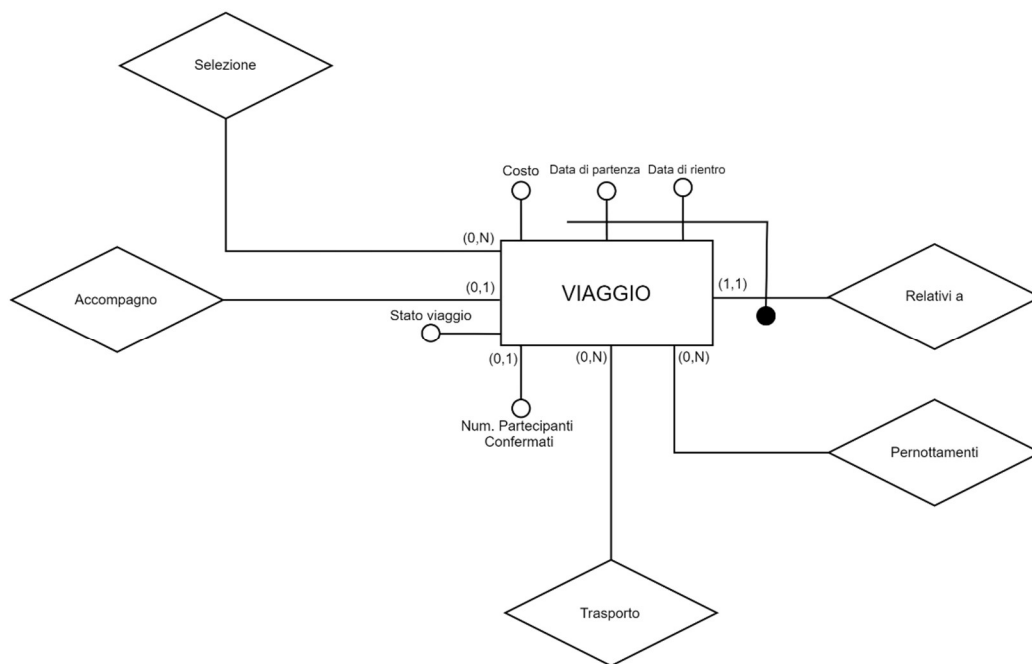 Selezione
Costo
Data di partenza
Data di rientro
(0,N)
Accompagno
(0,1)
VIAGGIO
(1,1)
Relativi a
Stato viaggio
(0,1)
(0,N)
(0,N)
Num. Partecipanti
Confermati
Pernottamenti
Trasporto